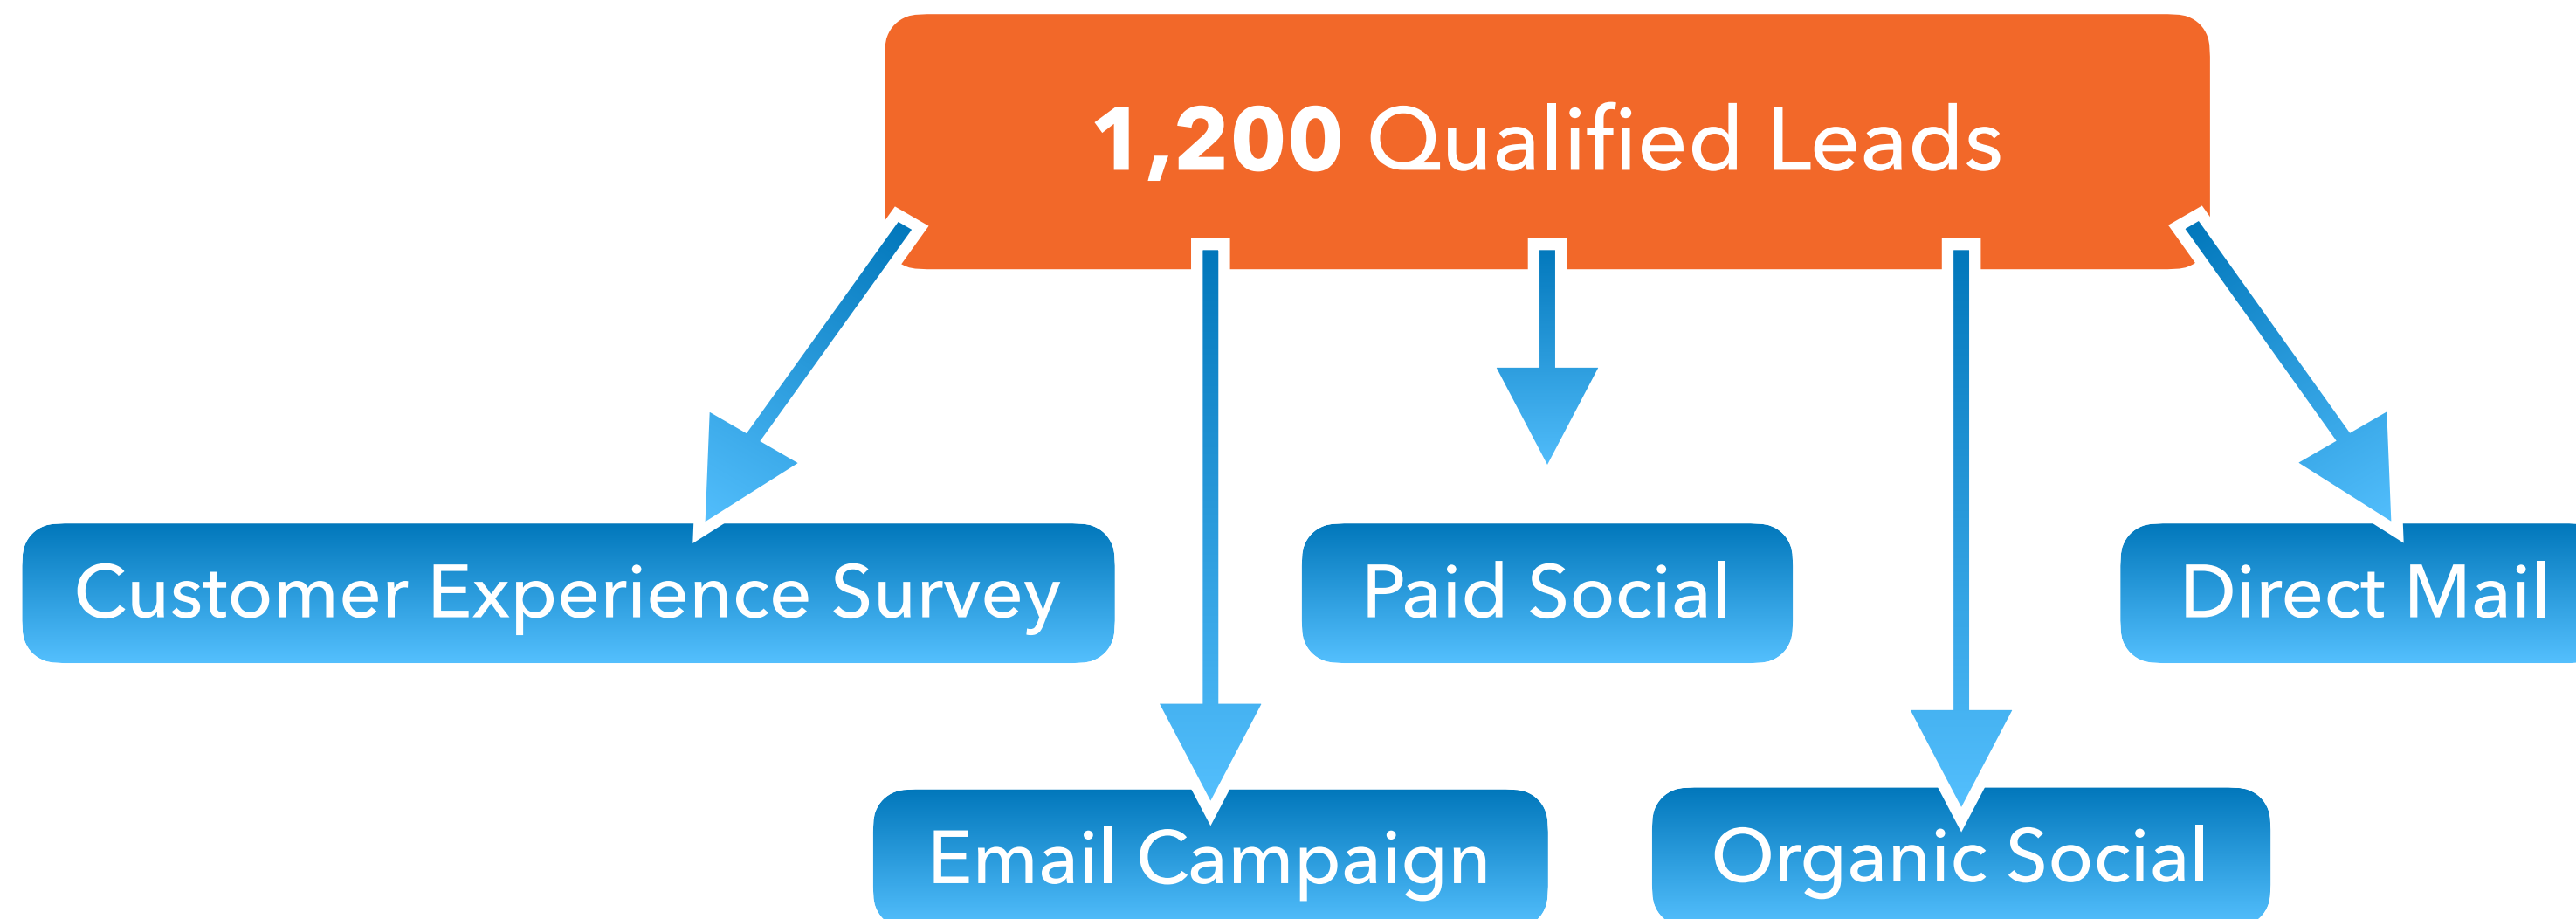 1,200 Qualified Leads
Customer Experience Survey
Paid Social
Direct Mail
Email Campaign
Organic Social